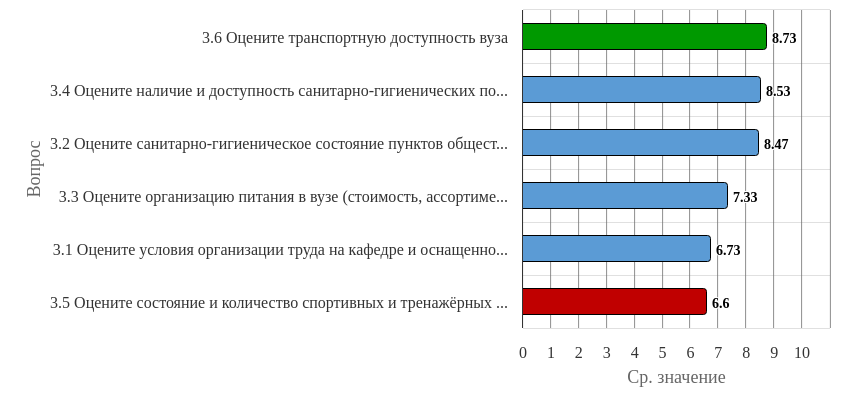 3.6 Оцените транспортную доступность вуза
8.73
3.4 Оцените наличие и доступность санитарно-гигиенических по...
8.53
3.2 Оцените санитарно-гигиеническое состояние пунктов общест...
8.47
3.3 Оцените организацию питания в вузе (стоимость, ассортиме...
7.33
3.1 Оцените условия организации труда на кафедре и оснащенно...
6.73
3.5 Оцените состояние и количество спортивных и тренажёрных ...
6.6
Вопрос
0 1 2 3 4 5 6 7 8 9 10
Ср. значение